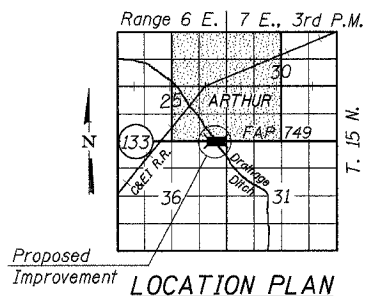 Range 6 E. 7 E., 3rd P.M.
30
25
ARTHUR
133
FAP 749
N
T. 15 N.
C&EI R.R.
Drainage
Ditch
36
31
Proposed
Improvement
LOCATION PLAN